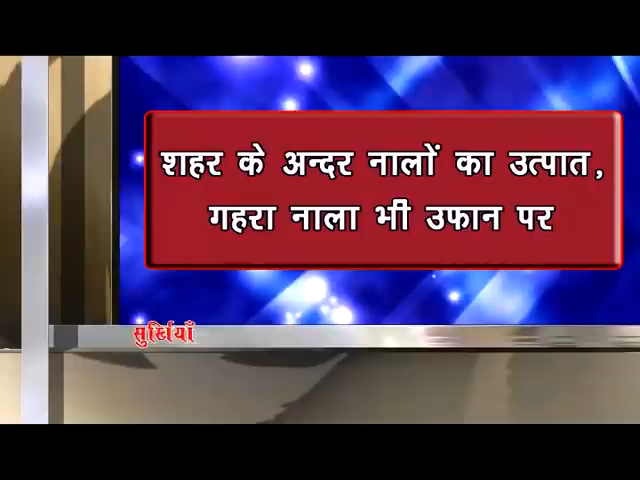 शहर के अन्दर नालों का उत्पात,
गहरा नाला भी उफान पर
सुर्खियाँ